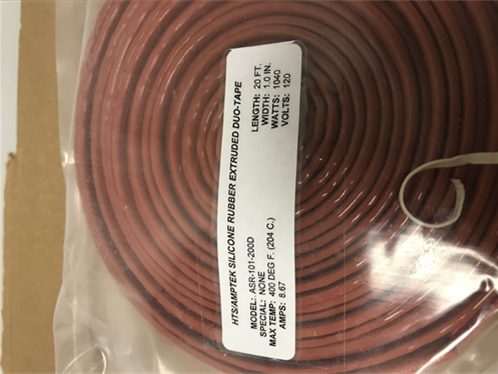 HTS/AMPTEK SILICONE RUBBER EXTRUDED DUO-TAPE
MODEL: ASR-101-200D
SPECIAL: NONE
MAX TEMP: 400 DEG F. (204 C.)
AMPS: 8.67
LENGTH: 20 FT.
WIDTH: 1.0 IN.
WATTS: 1040
VOLTS: 120